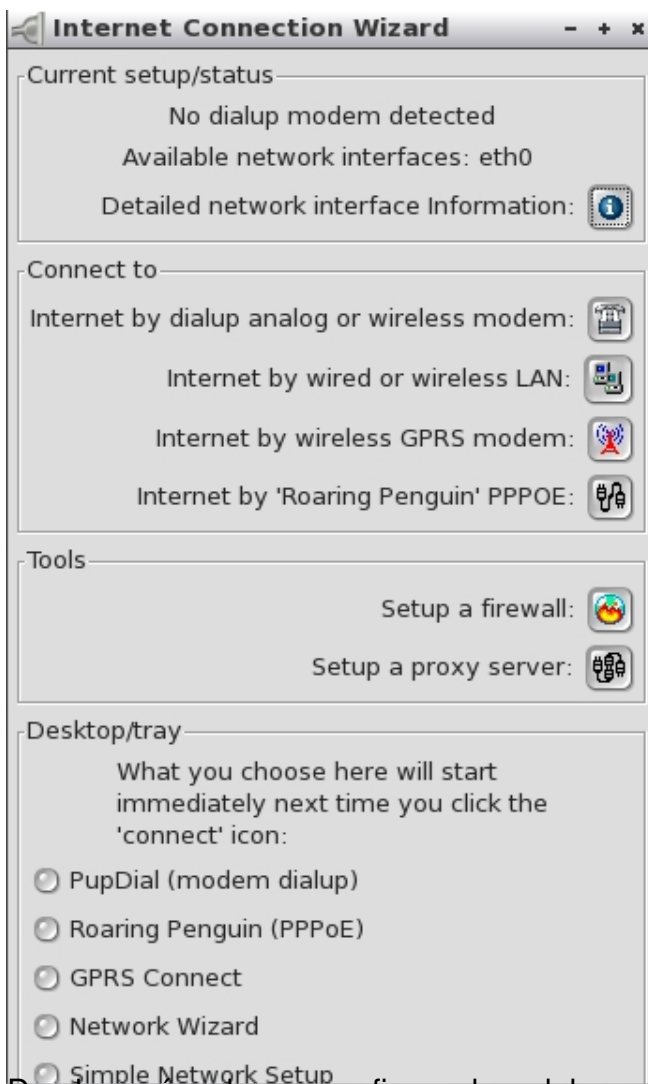 Internet Connection Wizard
Current setup/status
No dialup modem detected
Available network interfaces: eth0
Detailed network interface Information:
Connect to
Internet by dialup analog or wireless modem:
Internet by wired or wireless LAN:
Internet by wireless GPRS modem:
Internet by 'Roaring Penguin' PPPOE:
Tools
Setup a firewall:
Setup a proxy server:
Desktop/tray
What you choose here will start
immediately next time you click the
'connect' icon:
PupDial (modem dialup)
Roaring Penguin (PPPoE)
GPRS Connect
Network Wizard
Simple Network Setup